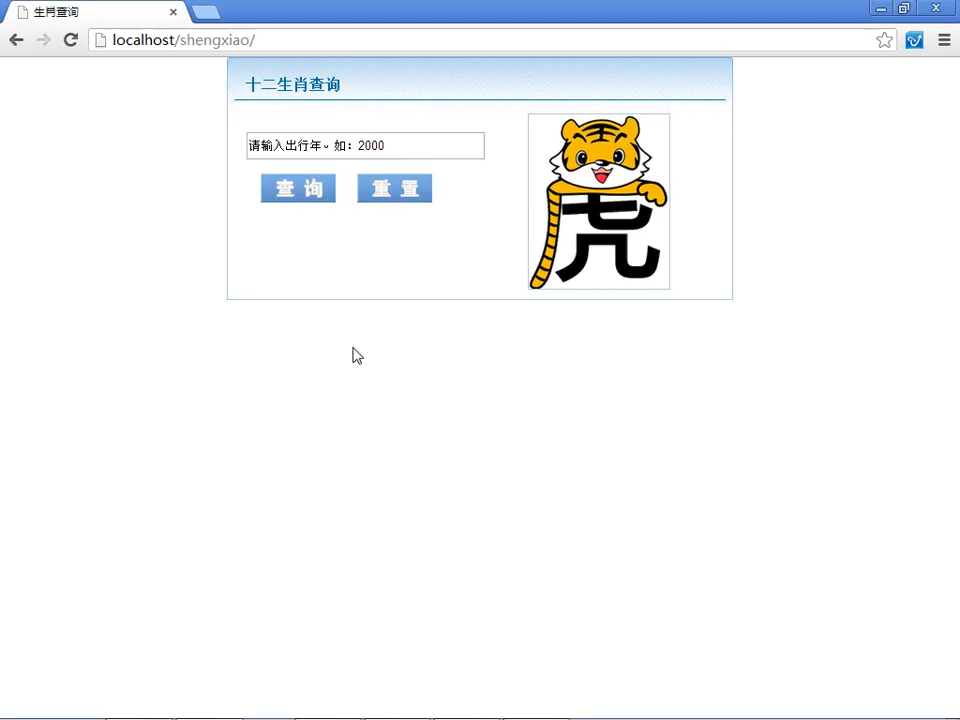 生肖查询
localhost/shengxiao/
十二生肖查询
请输入出行年。如：2000
查 询
重 置
虎